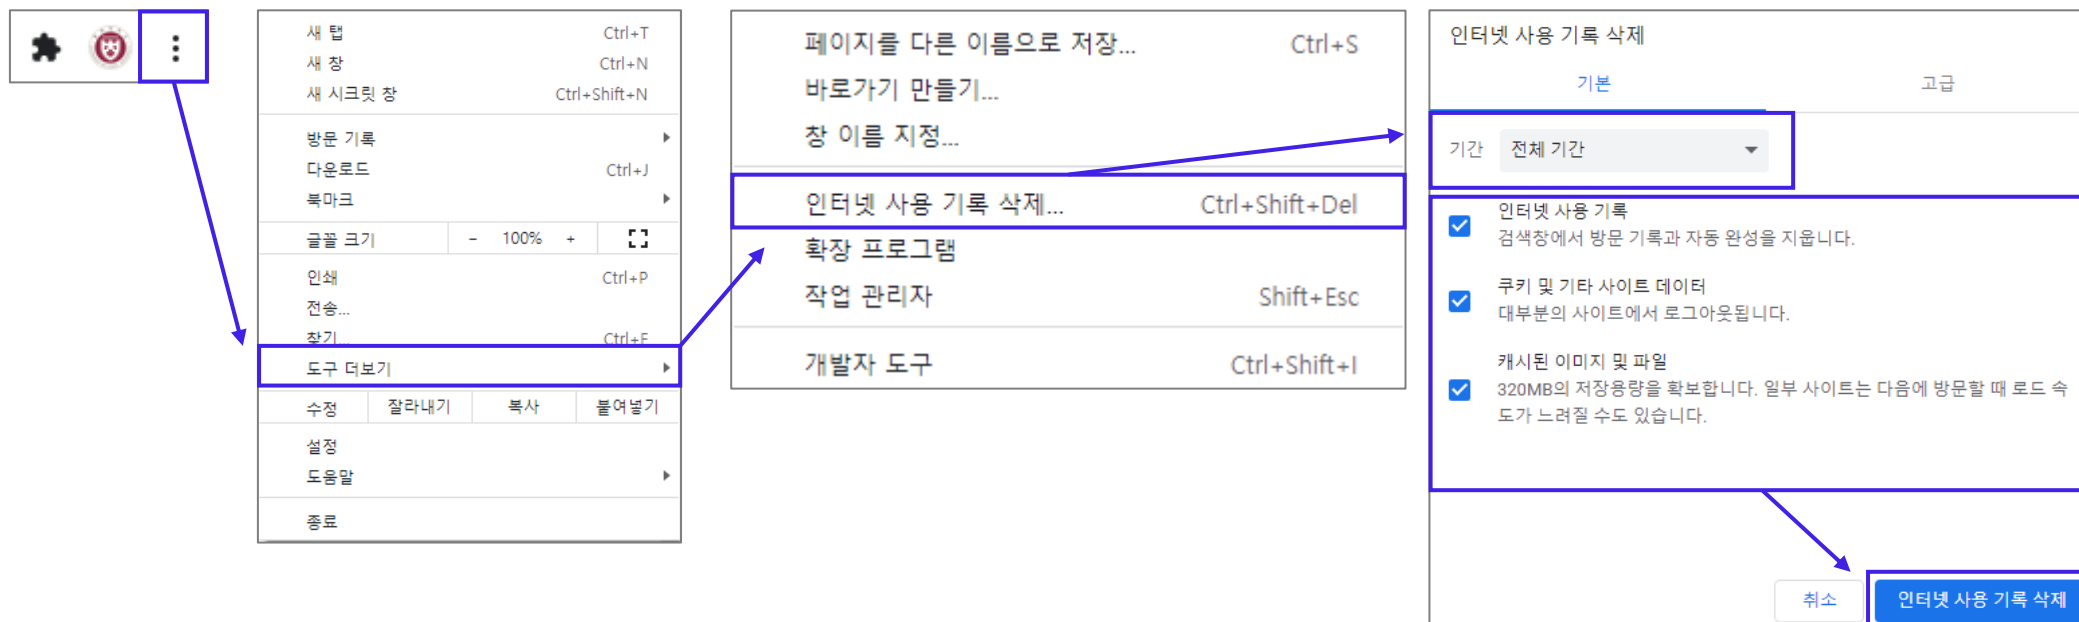 새 탭 Ctrl+T
새 창 Ctrl+N
새 시크릿 창 Ctrl+Shift+N
방문 기록
다운로드 Ctrl+J
북마크
글꼴 크기 - 100% +
인쇄 Ctrl+P
전송...
찾기... Ctrl+F
도구 더보기
수정 잘라내기 복사 붙여넣기
설정
도움말
종료
페이지를 다른 이름으로 저장... Ctrl+S
바로가기 만들기...
창 이름 지정...
인터넷 사용 기록 삭제... Ctrl+Shift+Del
확장 프로그램
작업 관리자 Shift+Esc
개발자 도구 Ctrl+Shift+I
인터넷 사용 기록 삭제
기본 고급
기간 전체 기간
인터넷 사용 기록
검색창에서 방문 기록과 자동 완성을 지웁니다.
쿠키 및 기타 사이트 데이터
대부분의 사이트에서 로그아웃됩니다.
캐시된 이미지 및 파일
320MB의 저장용량을 확보합니다. 일부 사이트는 다음에 방문할 때 로드 속
도가 느려질 수도 있습니다.
취소 인터넷 사용 기록 삭제